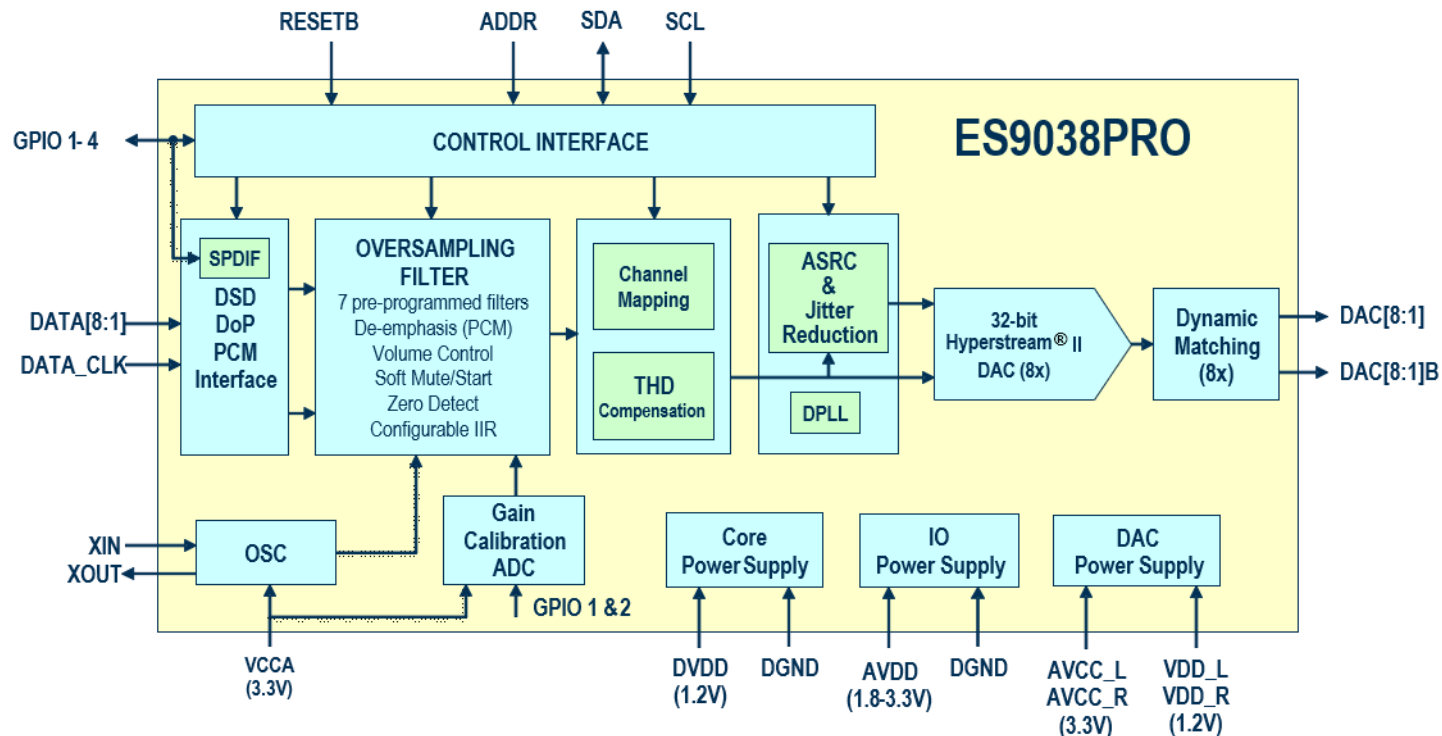 RESETB
ADDR
SDA
SCL
ES9038PRO
GPIO 1- 4
CONTROL INTERFACE
SPDIF
DSD
DoP
PCM
Interface
DATA[8:1]
DATA_CLK
OVERSAMPLING
FILTER
7 pre-programmed filters
De-emphasis (PCM)
Volume Control
Soft Mute/Start
Zero Detect
Configurable IIR
Channel
Mapping
THD
Compensation
ASRC
&
Jitter
Reduction
DPLL
32-bit
Hyperstream® II
DAC (8x)
Dynamic
Matching
(8x)
DAC[8:1]
DAC[8:1]B
XIN
XOUT
OSC
Gain
Calibration
ADC
GPIO 1 &2
VCCA
(3.3V)
Core
Power Supply
DVDD
(1.2V)
DGND
IO
Power Supply
AVDD
(1.8-3.3V)
DGND
DAC
Power Supply
AVCC_L
AVCC_R
(3.3V)
VDD_L
VDD_R
(1.2V)